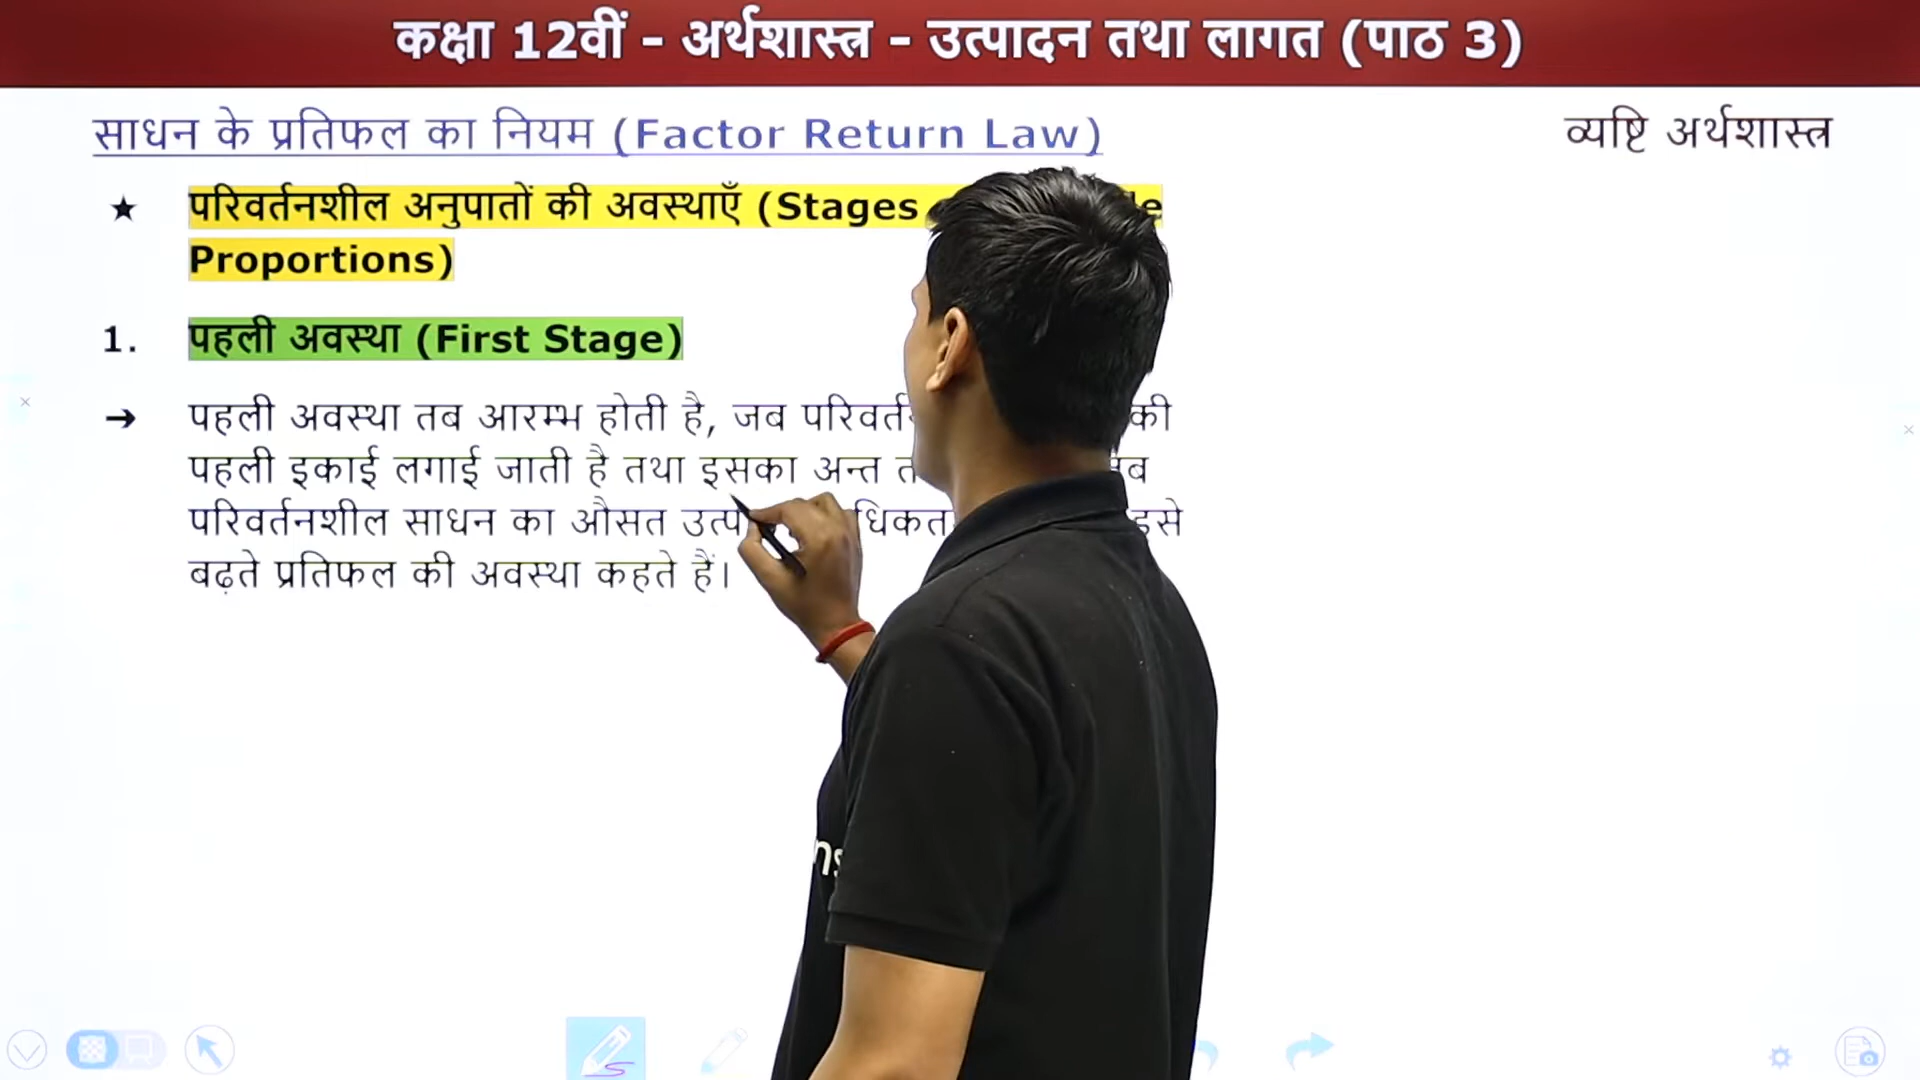 कक्षा 12वीं - अर्थशास्त्र - उत्पादन तथा लागत (पाठ 3)
साधन के प्रतिफल का नियम (Factor Return Law)
व्यष्टि अर्थशास्त्र
★ परिवर्तनशील अनुपातों की अवस्थाएँ (Stages
Proportions)
1. पहली अवस्था (First Stage)
➔ पहली अवस्था तब आरम्भ होती है, जब की
पहली इकाई लगाई जाती है तथा इसका अन्त
परिवर्तनशील साधन का औसत इसे
बढ़ते प्रतिफल की अवस्था कहते हैं।